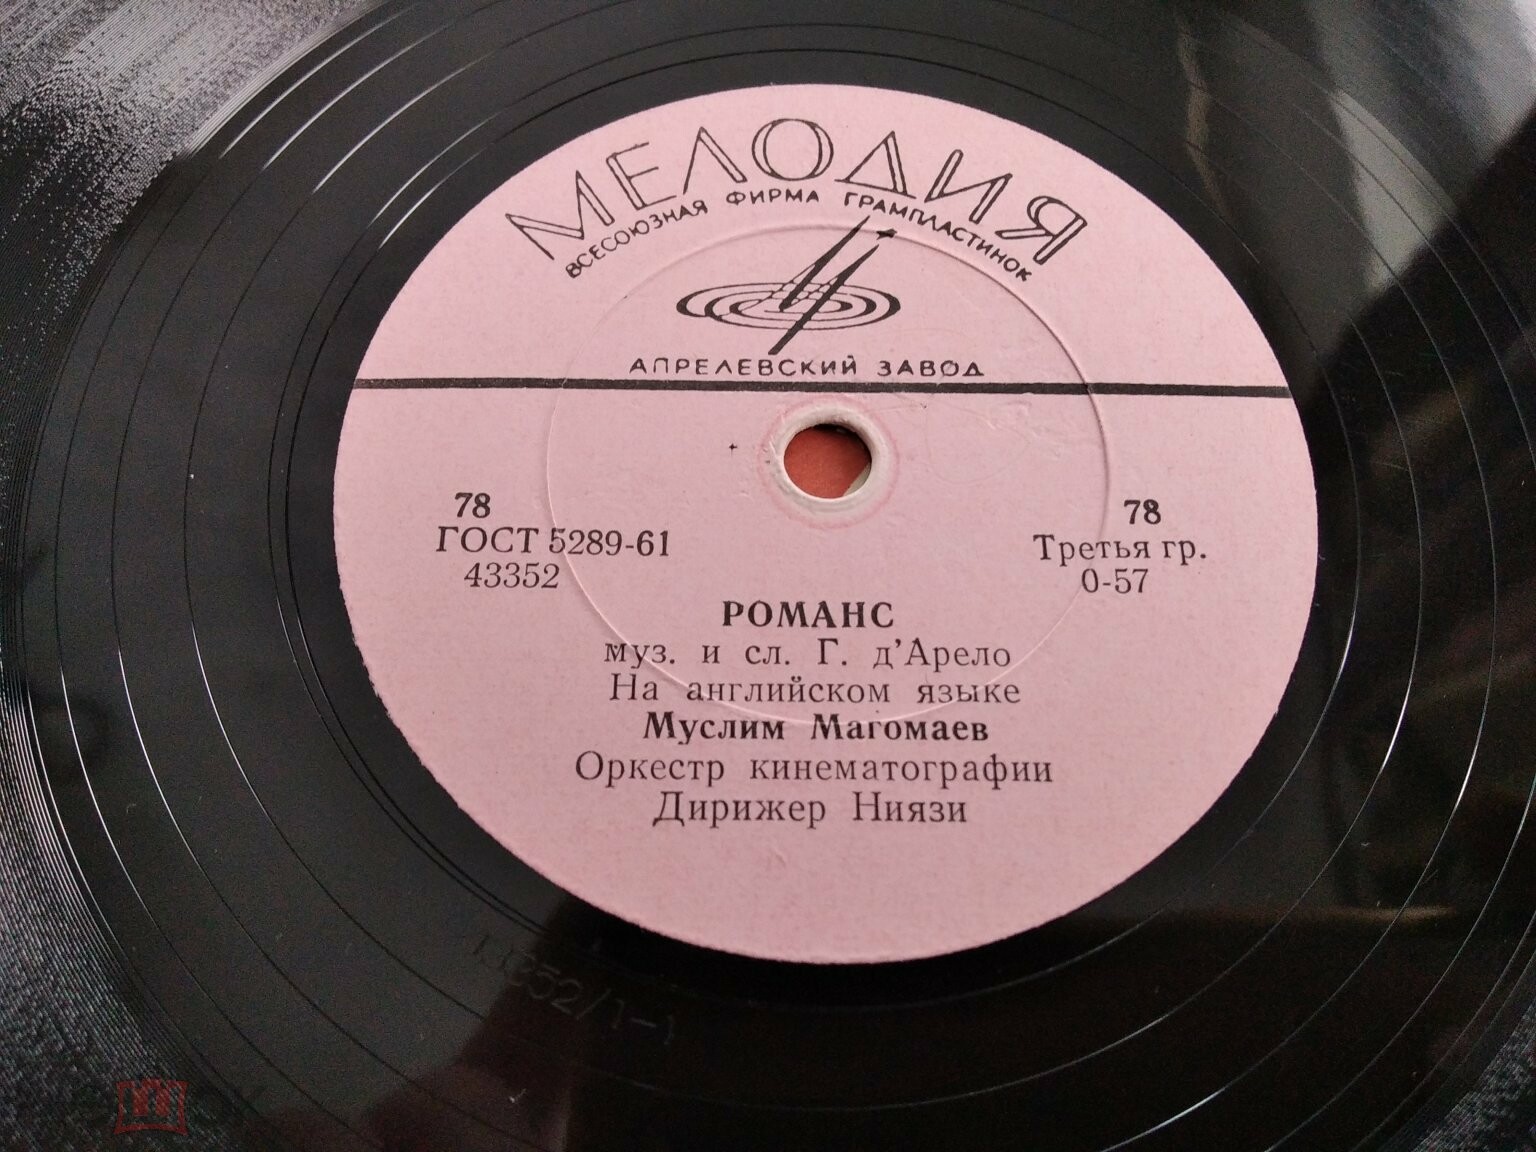 МЕЛОДИЯ
ВСЕСОЮЗНАЯ ФИРМА ГРАМПЛАСТИНОК
АПРЕЛЕВСКИЙ ЗАВОД
78
ГОСТ 5289-61
43352
78
Третья гр.
0-57
РОМАНС
муз. и сл. Г. д'Арело
На английском языке
Муслим Магомаев
Оркестр кинематографии
Дирижер Ниязи